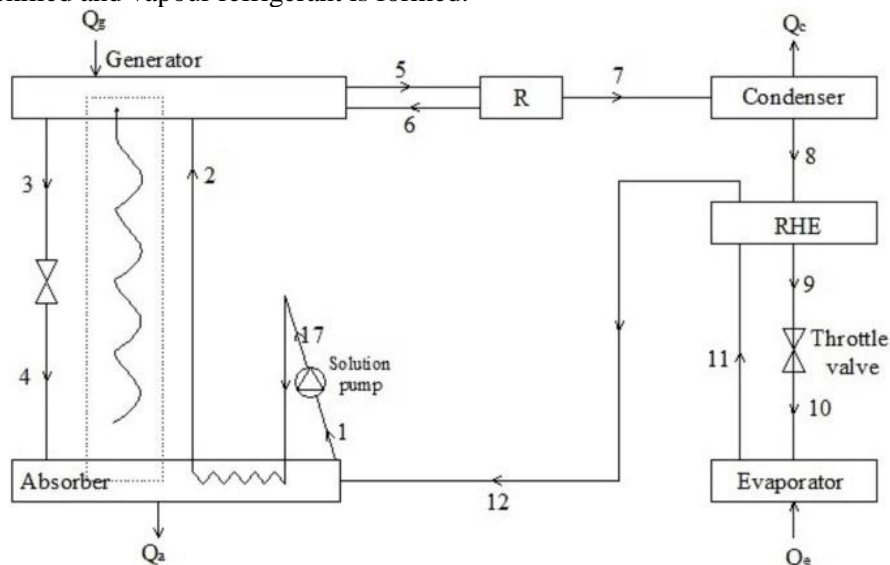 Qg
Generator
5
6
R
7
Qc
Condenser
8
3
2
RHE
9
17
Solution
pump
Throttle
valve
4
11
10
1
Absorber
12
Evaporator
Qa
Qe